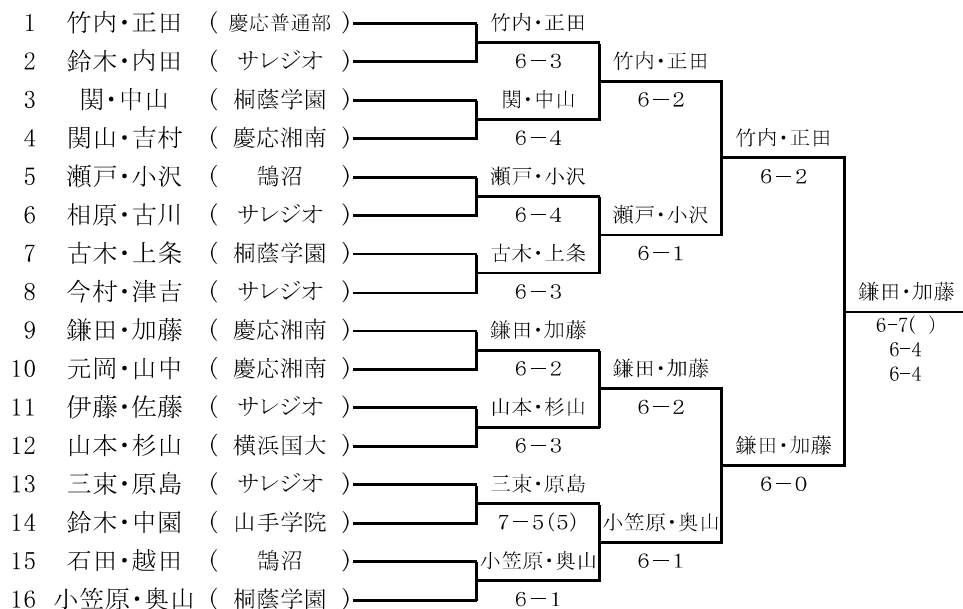 1 竹内・正田 ( 慶応普通部 )
2 鈴木・内田 ( サレジオ )
3 関・中山 ( 桐蔭学園 )
4 関山・吉村 ( 慶応湘南 )
5 瀬戸・小沢 ( 鵠沼 )
6 相原・古川 ( サレジオ )
7 古木・上条 ( 桐蔭学園 )
8 今村・津吉 ( サレジオ )
9 鎌田・加藤 ( 慶応湘南 )
10 元岡・山中 ( 慶応湘南 )
11 伊藤・佐藤 ( サレジオ )
12 山本・杉山 ( 横浜国大 )
13 三束・原島 ( サレジオ )
14 鈴木・中園 ( 山手学院 )
15 石田・越田 ( 鵠沼 )
16 小笠原・奥山 ( 桐蔭学園 )
竹内・正田
6-3
関・中山
6-4
瀬戸・小沢
6-4
古木・上条
6-3
鎌田・加藤
6-2
山本・杉山
6-3
三束・原島
7-5(5)
小笠原・奥山
6-1
竹内・正田
6-2
瀬戸・小沢
6-1
鎌田・加藤
6-2
小笠原・奥山
6-1
竹内・正田
6-2
鎌田・加藤
6-0
鎌田・加藤
6-7( )
6-4
6-4